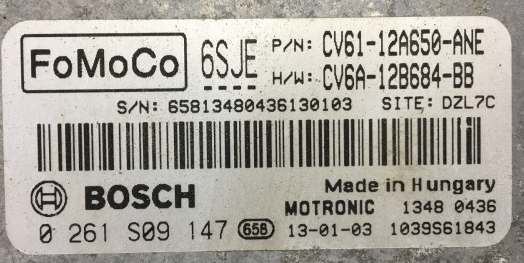 FoMoCo 6SJE P/N: CV61-12A650-ANE
H/W: CV6A-12B684-BB
S/N: 65813480436130103 SITE: DZL7C
BOSCH Made in Hungary
MOTRONIC 1348 0436
0 261 S09 147 658 13-01-03 1039S61843